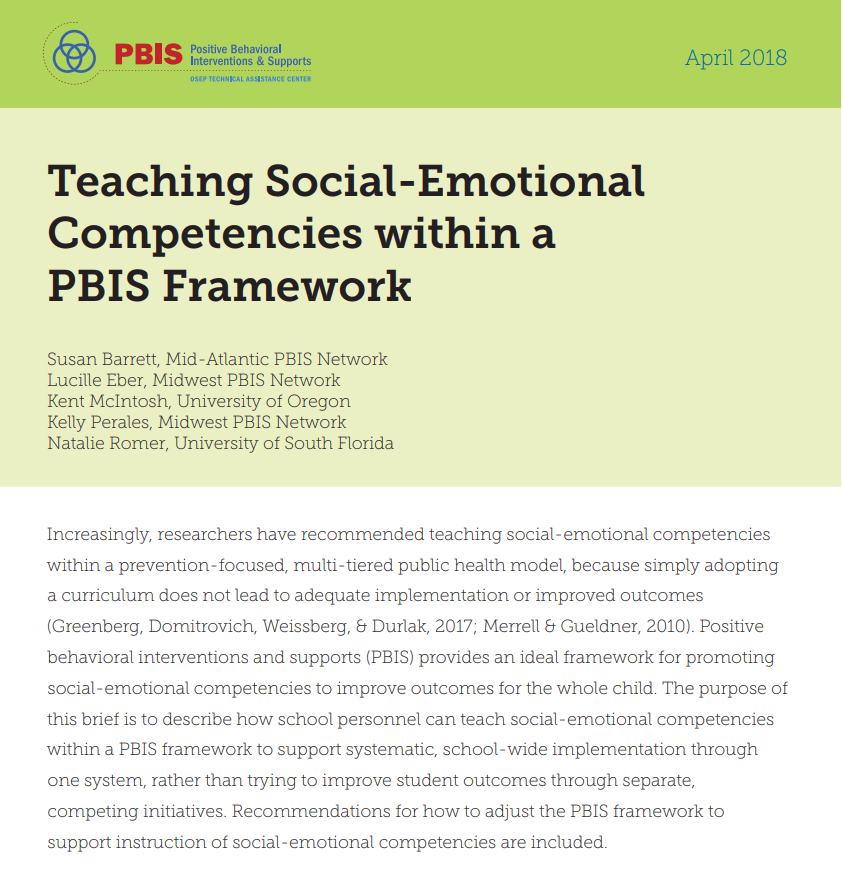 PBIS Positive Behavioral
Interventions & Supports
OSEP TECHNICAL ASSISTANCE CENTER
April 2018
Teaching Social-Emotional
Competencies within a
PBIS Framework
Susan Barrett, Mid-Atlantic PBIS Network
Lucille Eber, Midwest PBIS Network
Kent McIntosh, University of Oregon
Kelly Perales, Midwest PBIS Network
Natalie Romer, University of South Florida
Increasingly, researchers have recommended teaching social-emotional competencies
within a prevention-focused, multi-tiered public health model, because simply adopting
a curriculum does not lead to adequate implementation or improved outcomes
(Greenberg, Domitrovich, Weissberg, & Durlak, 2017; Merrell & Gueldner, 2010). Positive
behavioral interventions and supports (PBIS) provides an ideal framework for promoting
social-emotional competencies to improve outcomes for the whole child. The purpose of
this brief is to describe how school personnel can teach social-emotional competencies
within a PBIS framework to support systematic, school-wide implementation through
one system, rather than trying to improve student outcomes through separate,
competing initiatives. Recommendations for how to adjust the PBIS framework to
support instruction of social-emotional competencies are included.